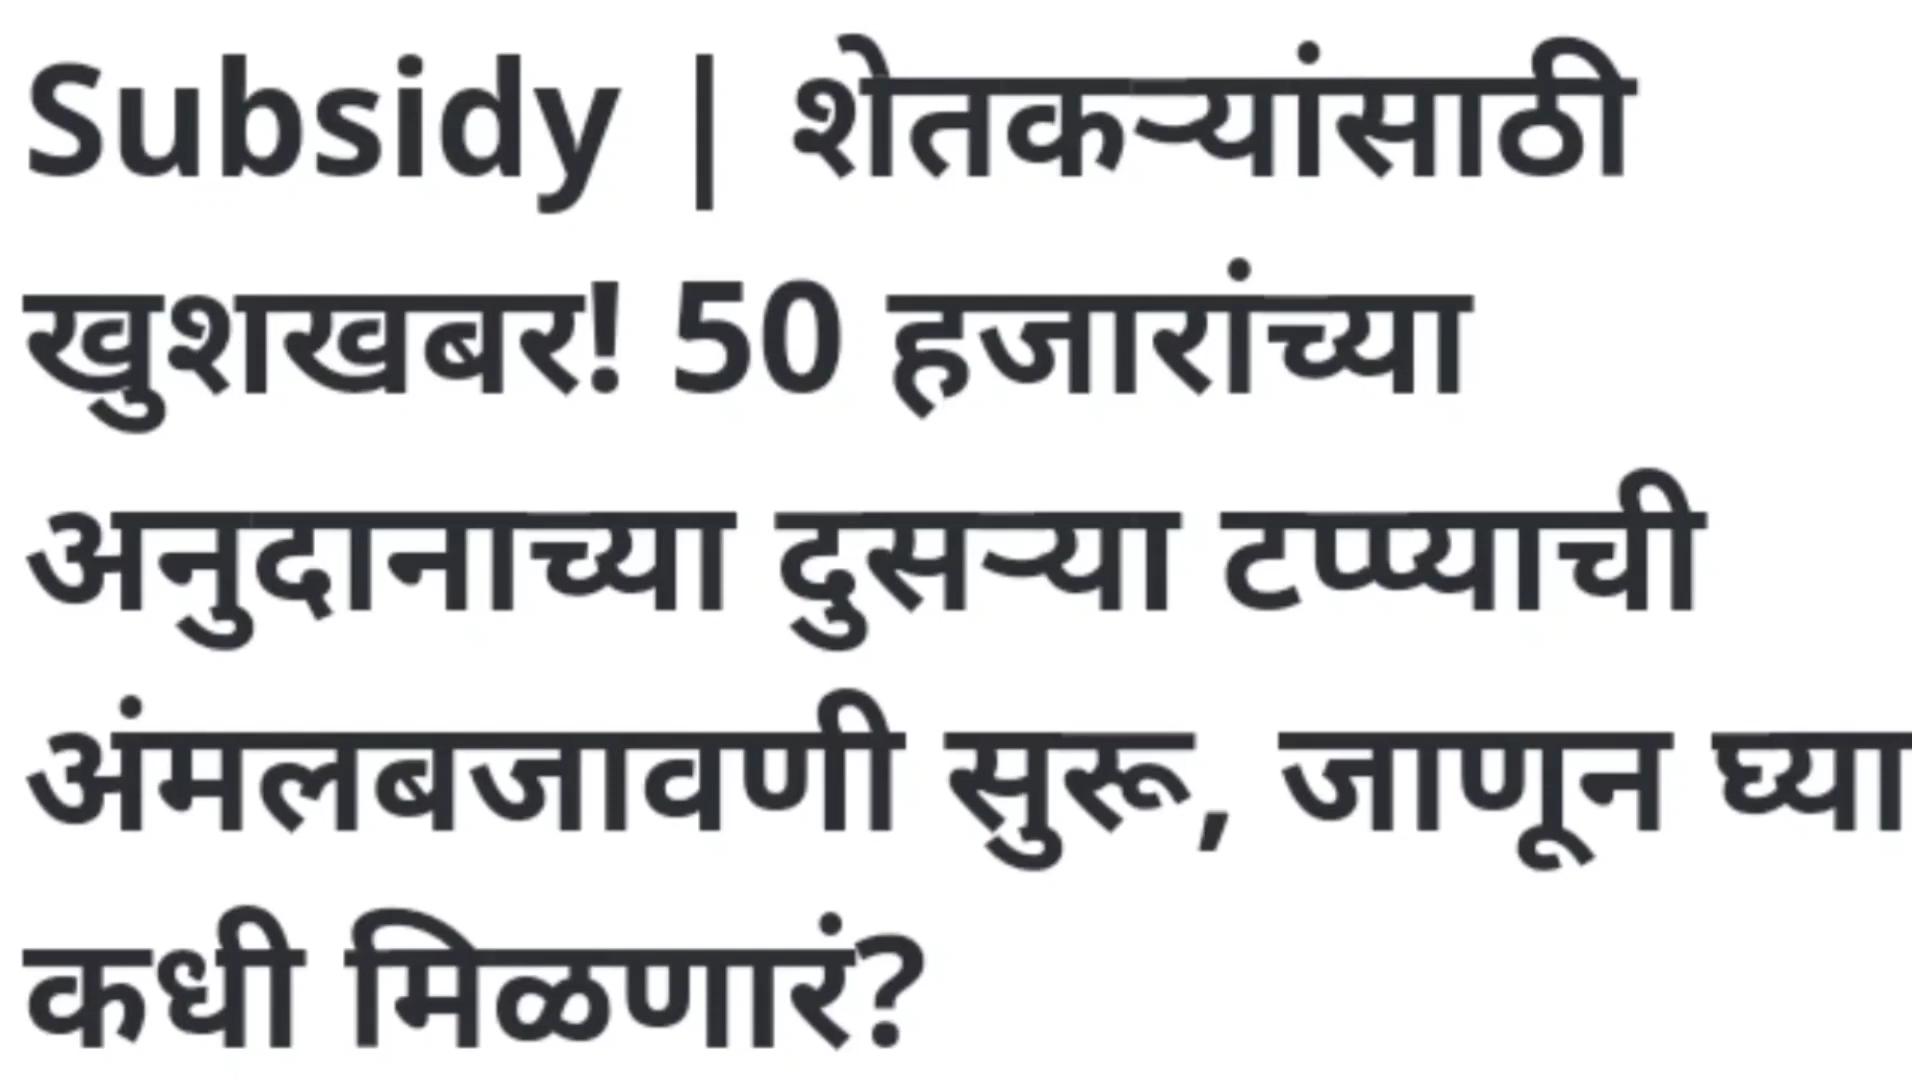 Subsidy | शेतकऱ्यांसाठी
खुशखबर! 50 हजारांच्या
अनुदानाच्या दुसऱ्या टप्प्याची
अंमलबजावणी सुरू, जाणून घ्या
कधी मिळणारं?